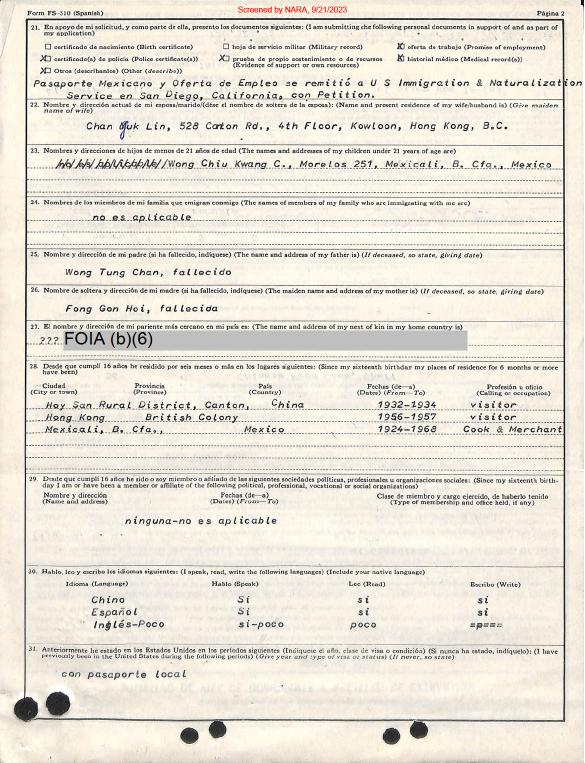 Screened by NARA, 9/21/2023
Form FS-510 (Spanish) Página 2
21. En apoyo de mi solicitud, y como parte de ella, presento los documentos siguientes: (I am submitting the following personal documents in support of and as part of my application)
☐ certificado de nacimiento (Birth certificate) ☐ hoja de servicio militar (Military record) ☒ oferta de trabajo (Promise of employment)
☒ certificado(s) de policía (Police certificate(s)) ☒ prueba de propio sostenimiento o de recursos (Evidence of support or own resources) ☒ historial médico (Medical record(s))
☒ Otros (descríbanlos) (Other (describe))
Pasaporte Mexicano y Oferta de Empleo se remitió a U S Immigration & Naturalization
Service en San Diego, California, con Petition.
22. Nombre y dirección actual de mi esposa/marido/(dése el nombre de soltera de la esposa): (Name and present residence of my wife/husband is) (Give maiden name of wife)
Chan Yuk Lin, 528 Canton Rd., 4th Floor, Kowloon, Hong Kong, B.C.
23. Nombres y direcciones de hijos de menos de 21 años de edad (The names and addresses of my children under 21 years of age are)
Wong Chiu Kwang C., Morelos 251, Mexicali, B. Cfa., Mexico
24. Nombres de los miembros de mi familia que emigran conmigo (The names of members of my family who are immigrating with me are)
no es aplicable
25. Nombre y dirección de mi padre (si ha fallecido, indíquese) (The name and address of my father is) (If deceased, so state, giving date)
Wong Tung Chan, fallecido
26. Nombre de soltera y dirección de mi madre (si ha fallecido, indíquese) (The maiden name and address of my mother is) (If deceased, so state, giving date)
Fong Gon Hoi, fallecida
27. El nombre y dirección de mi pariente más cercano en mi país es: (The name and address of my next of kin in my home country is)
??? FOIA (b)(6)
28. Desde que cumplí 16 años he residido por seis meses o más en los lugares siguientes: (Since my sixteenth birthday my places of residence for 6 months or more have been)
Ciudad Provincia País Fechas (de—a) Profesión u oficio
(City or town) (Province) (Country) (Dates) (From—To) (Calling or occupation)
Hoy San Rural District, Canton, China 1932-1934 visitor
Hong Kong British Colony 1956-1957 visitor
Mexicali, B. Cfa., Mexico 1924-1968 Cook & Merchant
29. Desde que cumplí 16 años he sido o soy miembro o afiliado de las siguientes sociedades políticas, profesionales u organizaciones sociales: (Since my sixteenth birthday I am or have been a member or affiliate of the following political, professional, vocational or social organizations)
Nombre y dirección Fechas (de—a) Clase de miembro y cargo ejercido, de haberlo tenido
(Name and address) (Dates) (From—To) (Type of membership and office held, if any)
ninguna-no es aplicable
30. Hablo, leo y escribo los idiomas siguientes: (I speak, read, write the following languages) (Include your native language)
Idioma (Language) Hablo (Speak) Leo (Read) Escribo (Write)
Chino Si si si
Español Si si si
Inglés-Poco si-poco poco
31. Anteriormente he estado en los Estados Unidos en los periodos siguientes (Indíquese el año, clase de visa o condición) (Si nunca ha estado, indíquelo): (I have previously been in the United States during the following periods) (Give year and type of visa or status) (If never, so state)
con pasaporte local